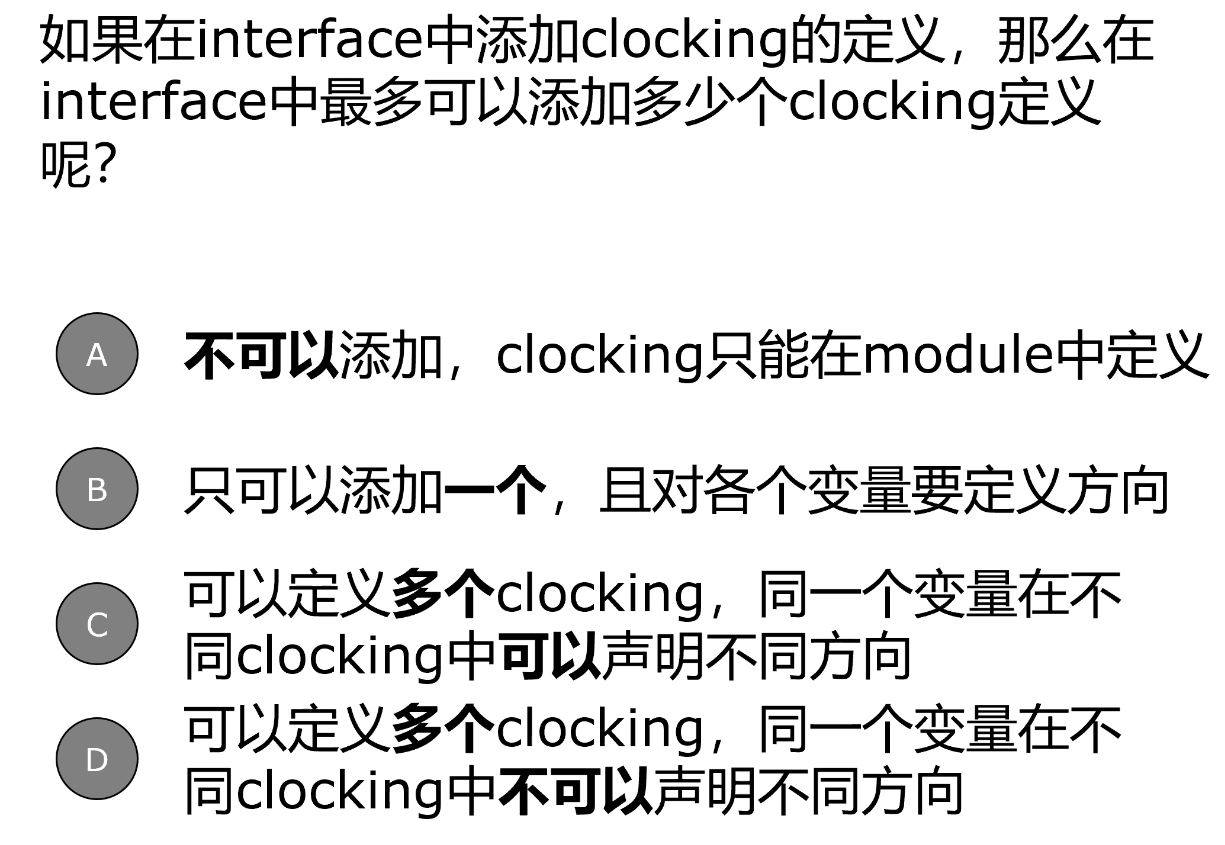 如果在interface中添加clocking的定义，那么在
interface中最多可以添加多少个clocking定义
呢？
A 不可以添加，clocking只能在module中定义
B 只可以添加一个，且对各个变量要定义方向
C 可以定义多个clocking，同一个变量在不
同clocking中可以声明不同方向
D 可以定义多个clocking，同一个变量在不
同clocking中不可以声明不同方向